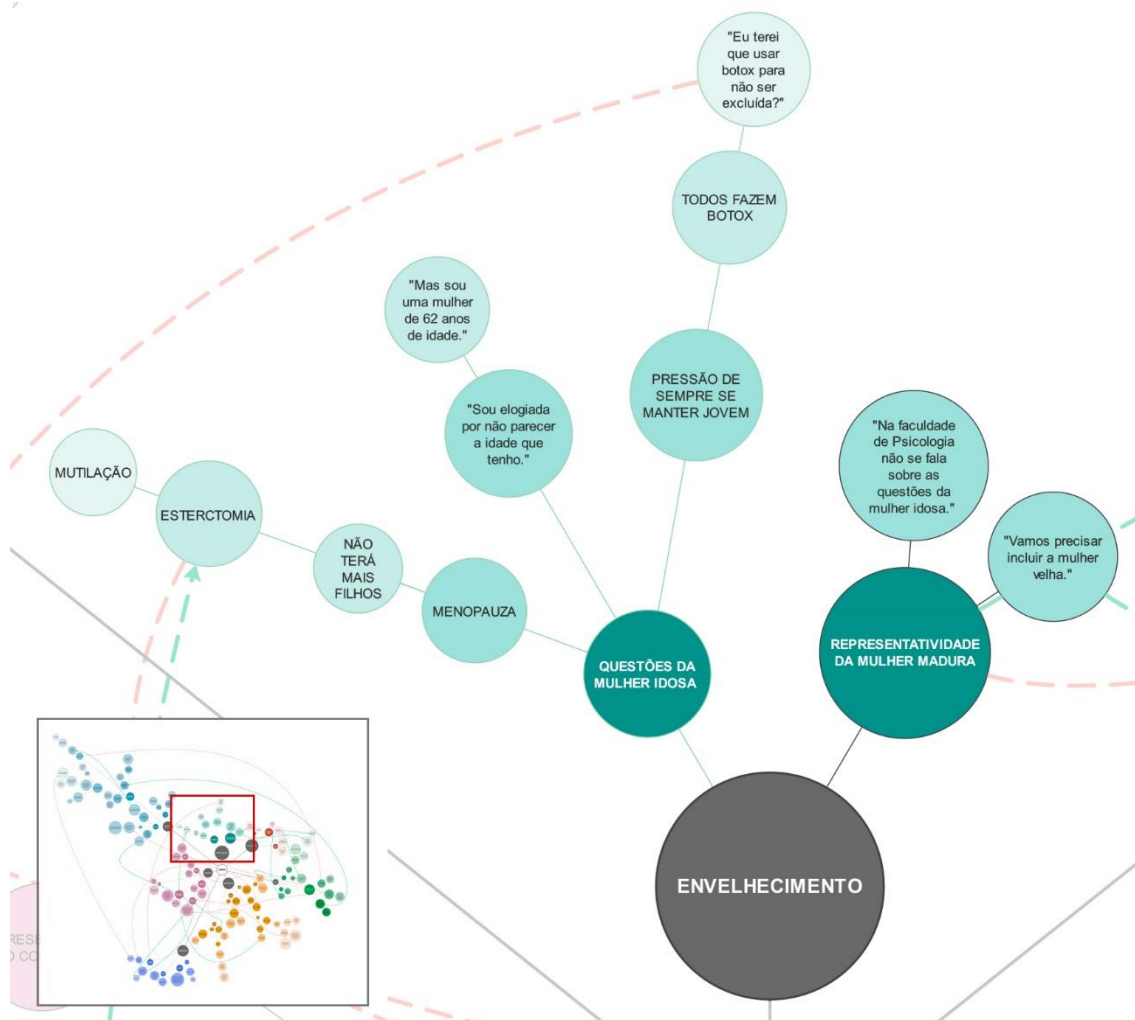 "Eu terei
que usar
botox para
não ser
excluída?"
TODOS FAZEM
BOTOX
"Mas sou
uma mulher
de 62 anos
de idade."
PRESSÃO DE
SEMPRE SE
MANTER JOVEM
"Sou elogiada
por não parecer
a idade que
tenho."
"Na faculdade
de Psicologia
não se fala
sobre as
questões da
mulher idosa."
MUTILAÇÃO
ESTERCTOMIA
NÃO
TERÁ
MAIS
FILHOS
MENOPAUZA
"Vamos precisar
incluir a mulher
velha."
QUESTÕES DA
MULHER IDOSA
REPRESENTATIVIDADE
DA MULHER MADURA
ENVELHECIMENTO
RESE
O CO